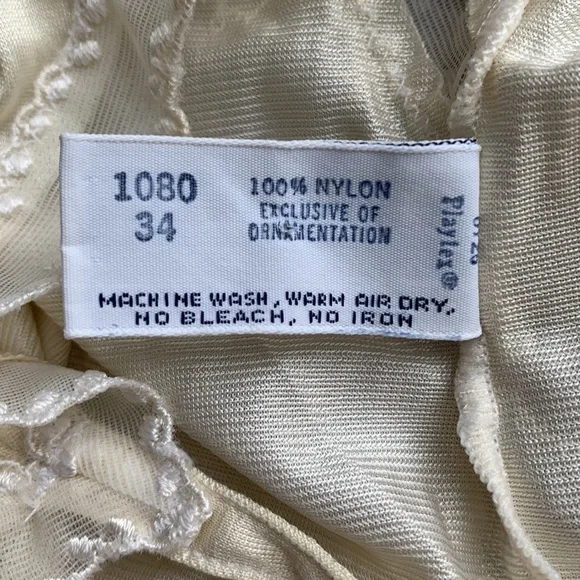 1080
34
100% NYLON
EXCLUSIVE OF
ORNAMENTATION
Playtex®
MACHINE WASH, WARM AIR DRY,
NO BLEACH, NO IRON